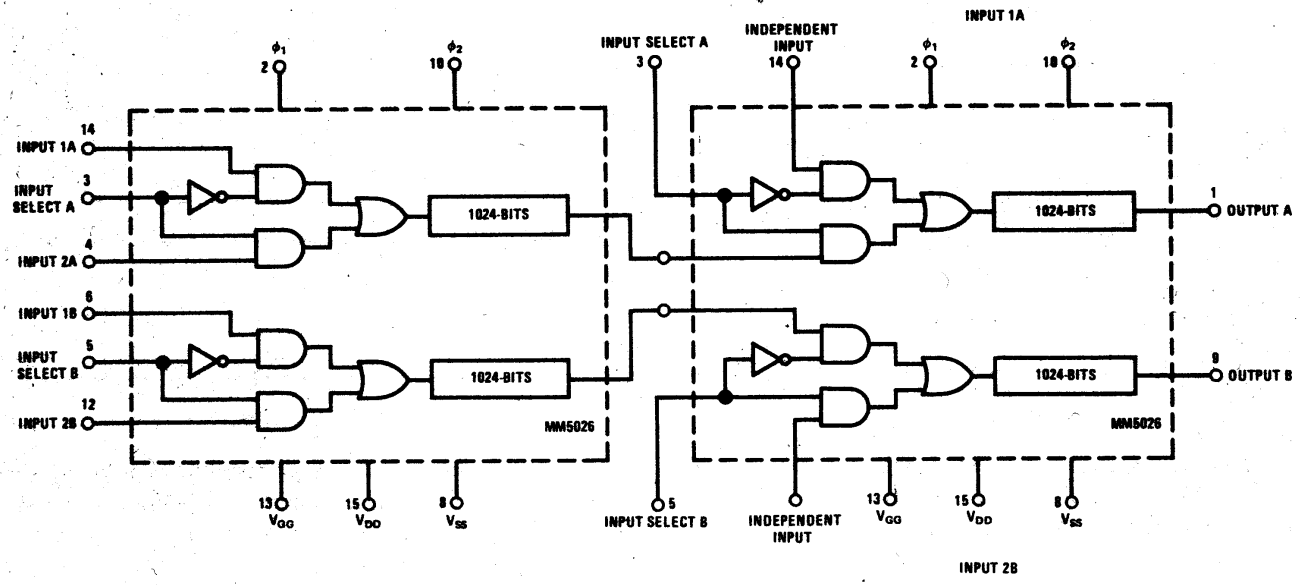 INPUT 1A
INPUT SELECT A
INDEPENDENT
INPUT
ϕ1
ϕ2
ϕ1
ϕ2
2
18
3
14
2
18
14
INPUT 1A
3
INPUT
SELECT A
1024-BITS
1024-BITS
1
OUTPUT A
4
INPUT 2A
6
INPUT 1B
5
INPUT
SELECT B
1024-BITS
1024-BITS
9
OUTPUT B
12
INPUT 2B
MM5026
MM5026
13
VGG
15
VDD
8
VSS
5
INPUT SELECT B
INDEPENDENT
INPUT
13
VGG
15
VDD
8
VSS
INPUT 2B